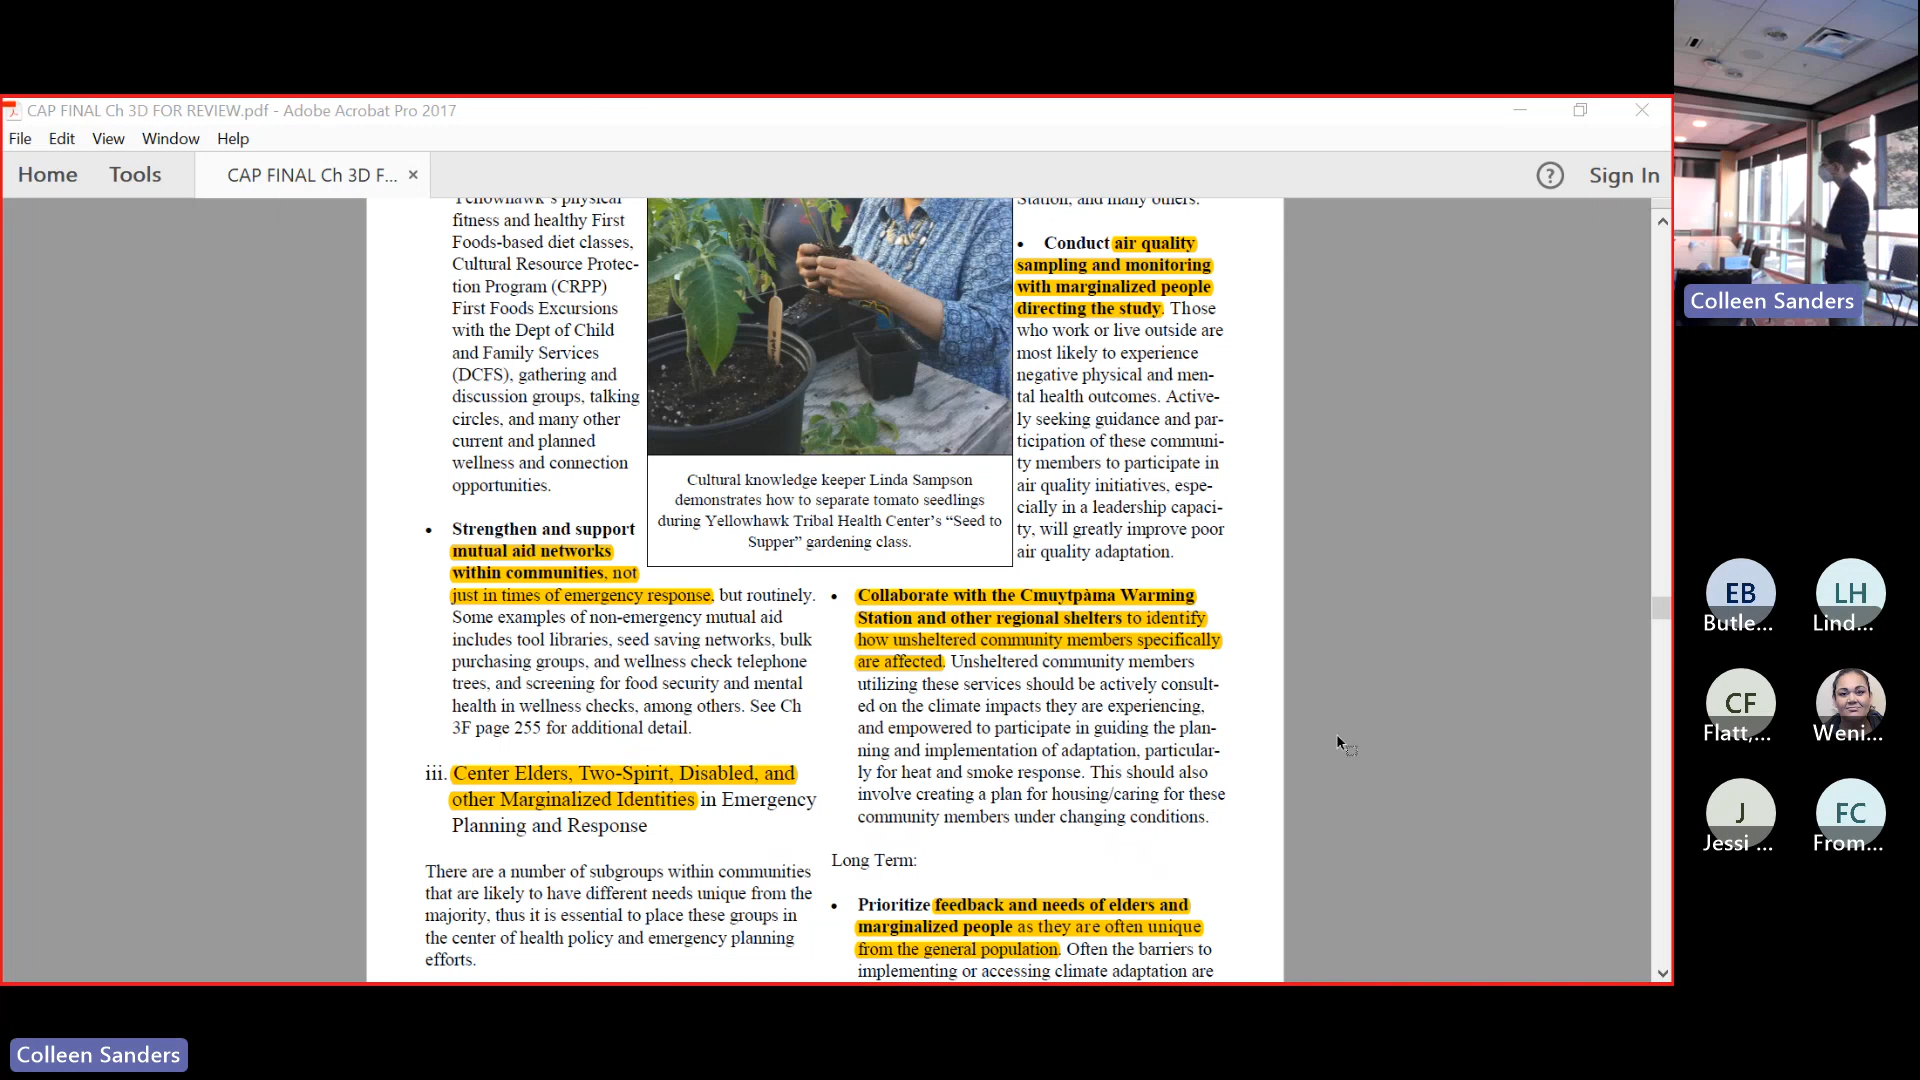 CAP FINAL Ch 3D FOR REVIEW.pdf - Adobe Acrobat Pro 2017
File Edit View Window Help
Home Tools CAP FINAL Ch 3D F... × ? Sign In
Yellowhawk's physical
fitness and healthy First
Foods-based diet classes,
Cultural Resource Protec-
tion Program (CRPP)
First Foods Excursions
with the Dept of Child
and Family Services
(DCFS), gathering and
discussion groups, talking
circles, and many other
current and planned
wellness and connection
opportunities.
• Strengthen and support
mutual aid networks
within communities, not
just in times of emergency response, but routinely.
Some examples of non-emergency mutual aid
includes tool libraries, seed saving networks, bulk
purchasing groups, and wellness check telephone
trees, and screening for food security and mental
health in wellness checks, among others. See Ch
3F page 255 for additional detail.
iii. Center Elders, Two-Spirit, Disabled, and
other Marginalized Identities in Emergency
Planning and Response
There are a number of subgroups within communities
that are likely to have different needs unique from the
majority, thus it is essential to place these groups in
the center of health policy and emergency planning
efforts.
Cultural knowledge keeper Linda Sampson
demonstrates how to separate tomato seedlings
during Yellowhawk Tribal Health Center's “Seed to
Supper” gardening class.
Station, and many others.
• Conduct air quality
sampling and monitoring
with marginalized people
directing the study. Those
who work or live outside are
most likely to experience
negative physical and men-
tal health outcomes. Active-
ly seeking guidance and par-
ticipation of these communi-
ty members to participate in
air quality initiatives, espe-
cially in a leadership capaci-
ty, will greatly improve poor
air quality adaptation.
• Collaborate with the Cmuytpàma Warming
Station and other regional shelters to identify
how unsheltered community members specifically
are affected. Unsheltered community members
utilizing these services should be actively consult-
ed on the climate impacts they are experiencing,
and empowered to participate in guiding the plan-
ning and implementation of adaptation, particular-
ly for heat and smoke response. This should also
involve creating a plan for housing/caring for these
community members under changing conditions.
Long Term:
• Prioritize feedback and needs of elders and
marginalized people as they are often unique
from the general population. Often the barriers to
implementing or accessing climate adaptation are
Colleen Sanders
EB LH
Butle... Lind...
CF
Flatt,... Weni...
J FC
Jessi ... From...
Colleen Sanders